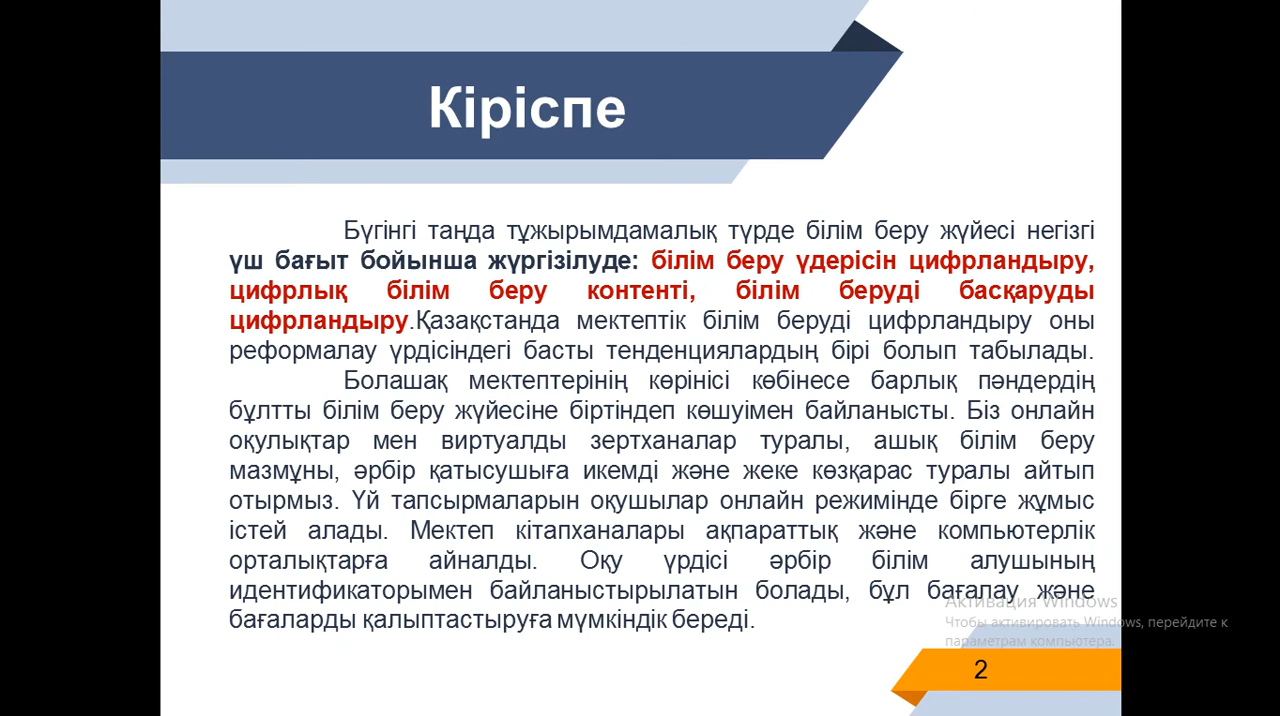 Кіріспе
Бүгінгі таңда тұжырымдамалық түрде білім беру жүйесі негізгі
үш бағыт бойынша жүргізілуде: білім беру үдерісін цифрландыру,
цифрлық білім беру контенті, білім беруді басқаруды
цифрландыру.Қазақстанда мектептік білім беруді цифрландыру оны
реформалау үрдісіндегі басты тенденциялардың бірі болып табылады.
Болашақ мектептерінің көрінісі көбінесе барлық пәндердің
бұлтты білім беру жүйесіне біртіндеп көшуімен байланысты. Біз онлайн
оқулықтар мен виртуалды зертханалар туралы, ашық білім беру
мазмұны, әрбір қатысушыға икемді және жеке көзқарас туралы айтып
отырмыз. Үй тапсырмаларын оқушылар онлайн режимінде бірге жұмыс
істей алады. Мектеп кітапханалары ақпараттық және компьютерлік
орталықтарға айналды. Оқу үрдісі әрбір білім алушының
идентификаторымен байланыстырылатын болады, бұл бағалау және
бағаларды қалыптастыруға мүмкіндік береді.
Активация Windows
Чтобы активировать Windows, перейдите к
параметрам компьютера.
2